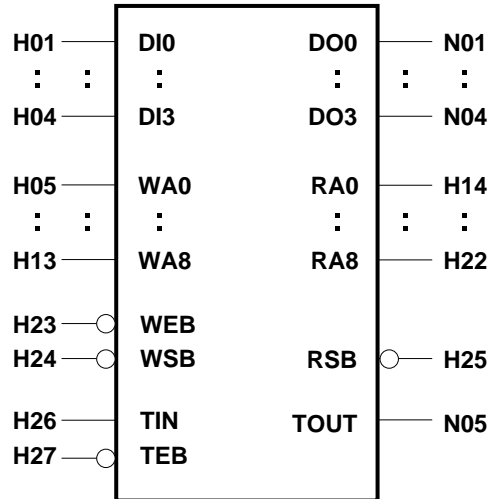 H01 DI0 DO0 N01
: : : : : :
H04 DI3 DO3 N04
H05 WA0 RA0 H14
: : : : : :
H13 WA8 RA8 H22
H23 WEB
H24 WSB RSB H25
H26 TIN TOUT N05
H27 TEB